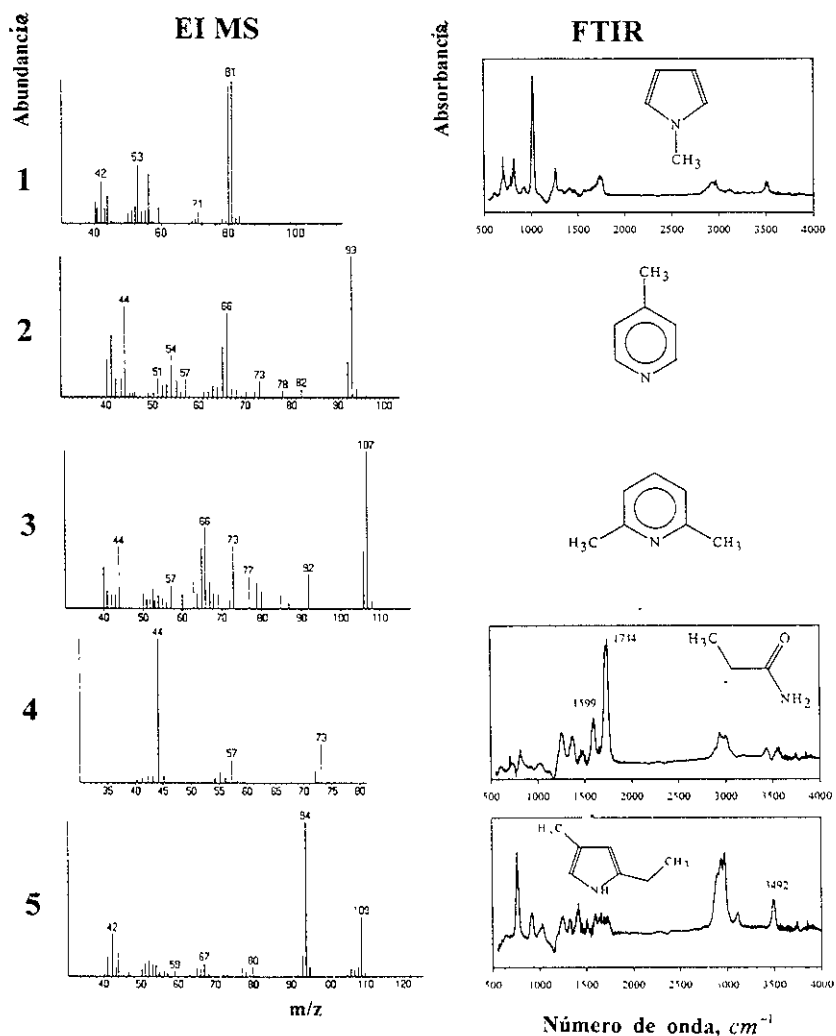 EI MS
FTIR
Abundancia
Absorbancia
1
42
53
81
71
40 60 80 100
N
CH3
500 1000 1500 2000 2500 3000 3500 4000
2
44
51
54
57
66
73
78
82
93
40 50 60 70 80 90 100
CH3
N
3
44
57
66
73
77
92
107
40 50 60 70 80 90 100 110
H3C
N
CH3
4
44
57
73
35 40 45 50 55 60 65 70 75 80
1599
1734
H3C
O
NH2
500 1000 1500 2000 2500 3000 3500 4000
5
42
59
67
80
94
109
40 50 60 70 80 90 100 110 120
H3C
NH
CH3
3492
500 1000 1500 2000 2500 3000 3500 4000
m/z
Número de onda, cm⁻¹